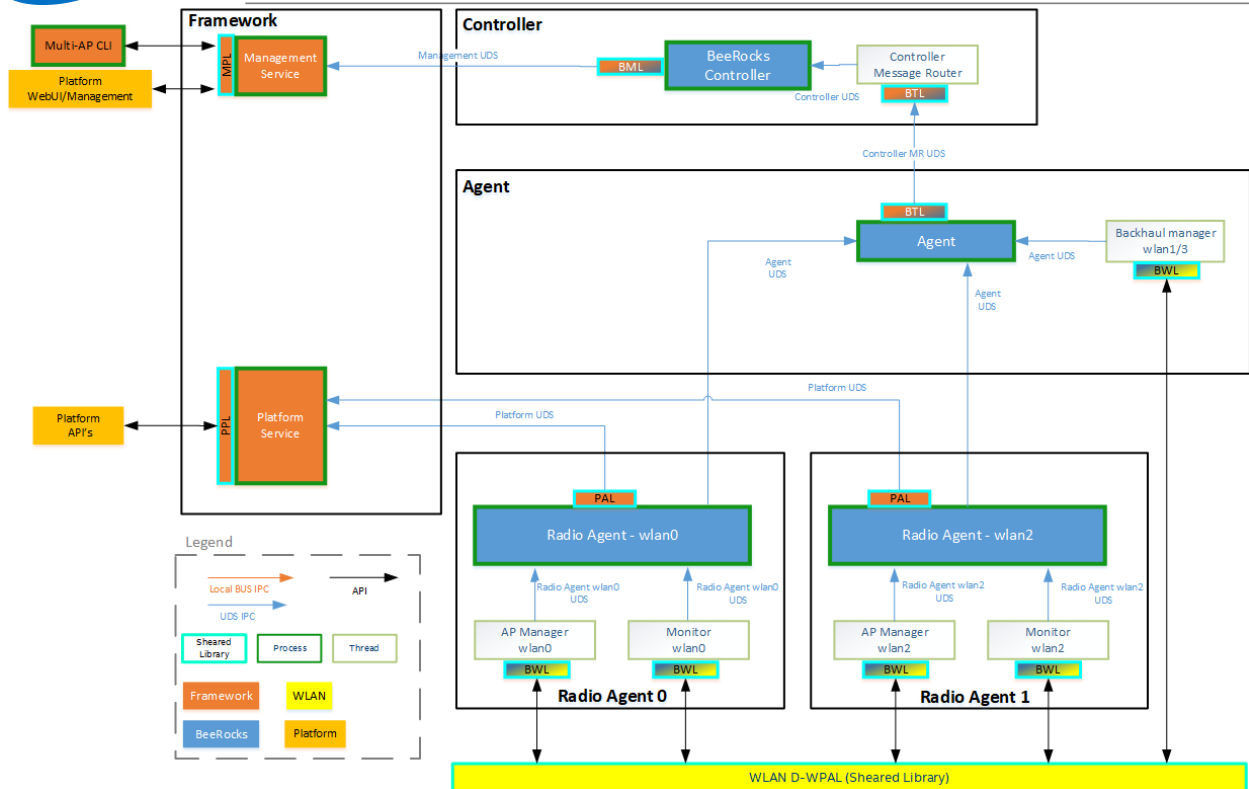 Framework
Controller
Multi-AP CLI
Platform
WebUI/Management
MPL
Management
Service
Management UDS
BML
BeeRocks
Controller
Controller
Message Router
Controller UDS
BTL
Controller MR UDS
Agent
BTL
Agent
Agent
UDS
Agent UDS
Backhaul manager
wlan1/3
BWL
Agent
UDS
Platform
API's
PPL
Platform
Service
Platform UDS
Platform UDS
PAL
Radio Agent - wlan0
Radio Agent wlan0
UDS
Radio Agent wlan0
UDS
AP Manager
wlan0
BWL
Monitor
wlan0
BWL
Radio Agent 0
PAL
Radio Agent - wlan2
Radio Agent wlan2
UDS
Radio Agent wlan2
UDS
AP Manager
wlan2
BWL
Monitor
wlan2
BWL
Radio Agent 1
Legend
Local BUS IPC
API
UDS IPC
Sheared
Library
Process
Thread
Framework
WLAN
BeeRocks
Platform
WLAN D-WPAL (Sheared Library)